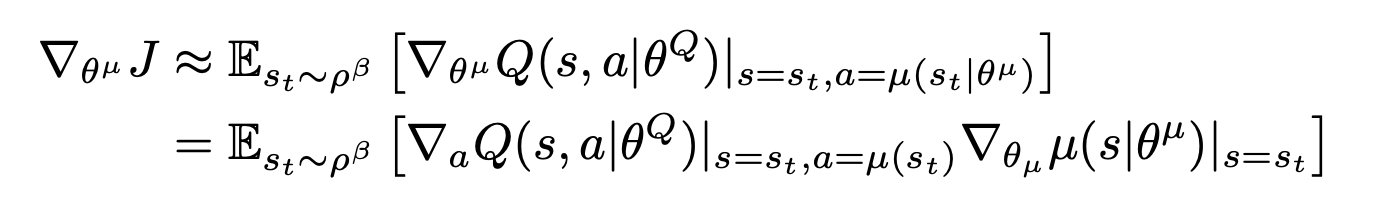 ∇_{θ^μ} J ≈ 𝔼_{s_t∼ρ^β} [∇_{θ^μ} Q(s, a|θ^Q)|_{s=s_t,a=μ(s_t|θ^μ)}]
= 𝔼_{s_t∼ρ^β} [∇_a Q(s, a|θ^Q)|_{s=s_t,a=μ(s_t)} ∇_{θ_μ} μ(s|θ^μ)|_{s=s_t}]